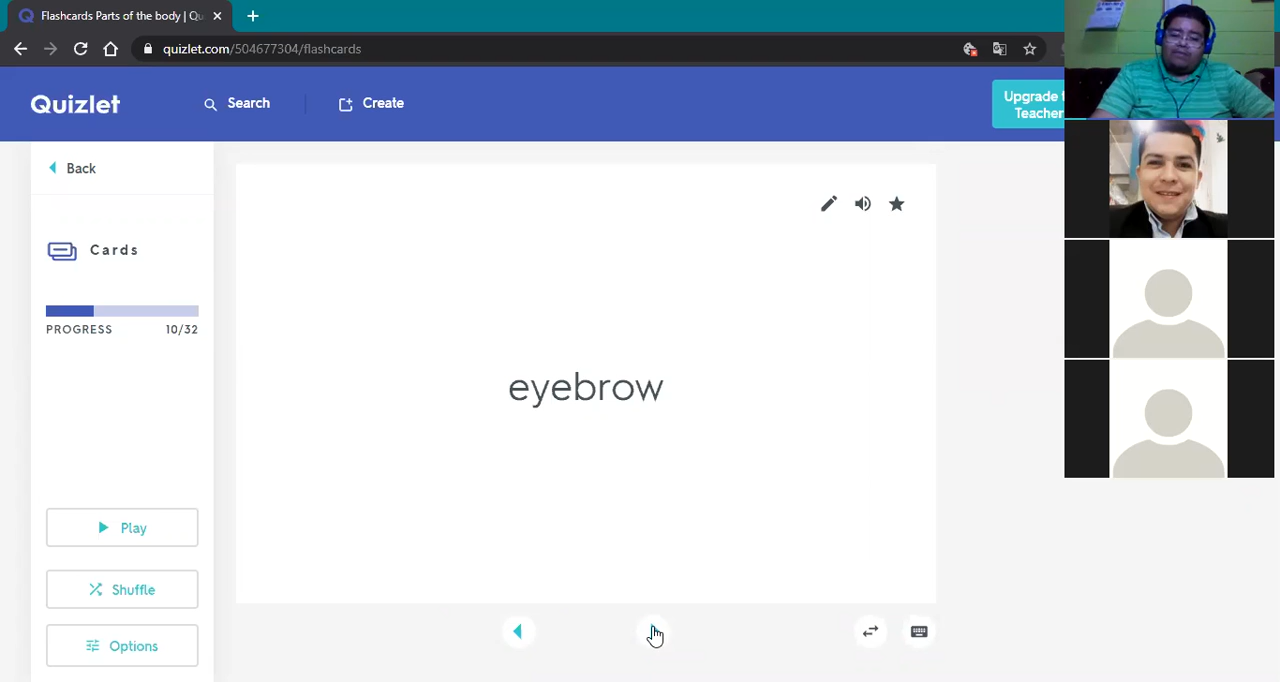 Flashcards Parts of the body | Qu
quizlet.com/504677304/flashcards
Quizlet
Search
Create
Upgrade
Teacher
Back
Cards
PROGRESS 10/32
eyebrow
Play
Shuffle
Options